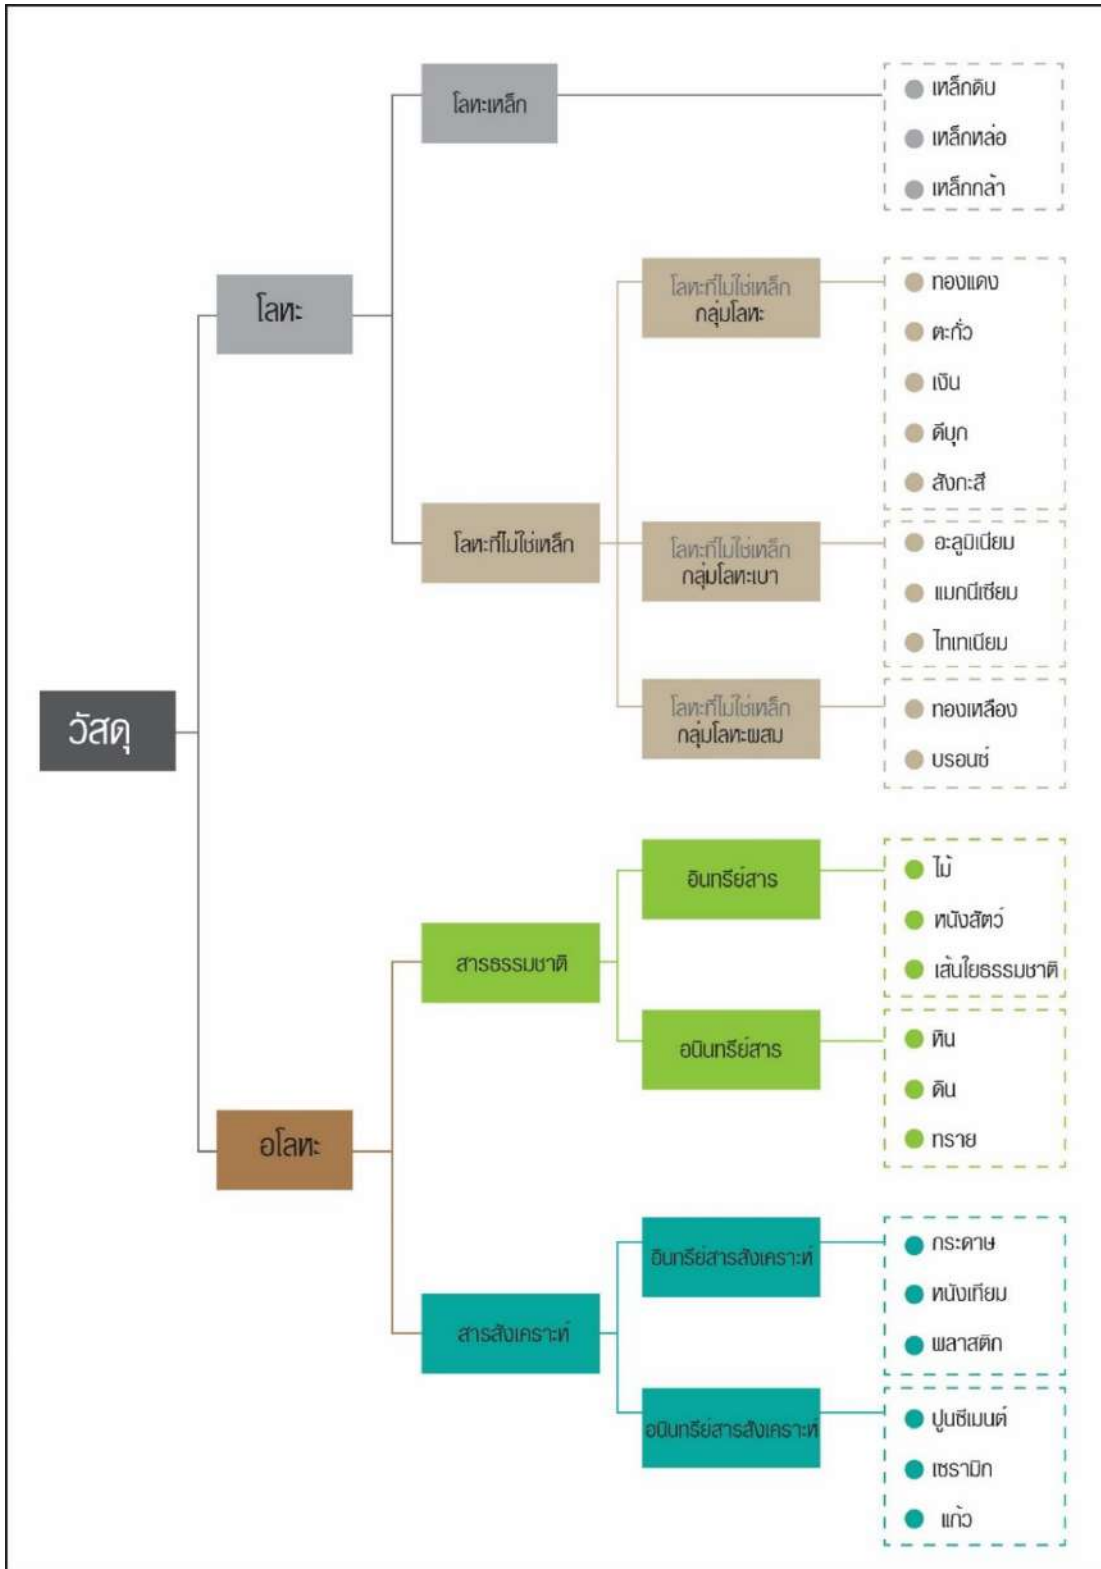 วัสดุ
โลหะ
โลหะเหล็ก
เหล็กดิบ
เหล็กหล่อ
เหล็กกล้า
โลหะที่ไม่ใช่เหล็ก
โลหะที่ไม่ใช่เหล็ก
กลุ่มโลหะ
ทองแดง
ตะกั่ว
เงิน
ดีบุก
สังกะสี
โลหะที่ไม่ใช่เหล็ก
กลุ่มโลหะเบา
อะลูมิเนียม
แมกนีเซียม
ไทเทเนียม
โลหะที่ไม่ใช่เหล็ก
กลุ่มโลหะผสม
ทองเหลือง
บรอนซ์
อโลหะ
สารธรรมชาติ
อินทรีย์สาร
ไม้
หนังสัตว์
เส้นใยธรรมชาติ
อนินทรีย์สาร
หิน
ดิน
ทราย
สารสังเคราะห์
อินทรีย์สารสังเคราะห์
กระดาษ
หนังเทียม
พลาสติก
อนินทรีย์สารสังเคราะห์
ปูนซีเมนต์
เซรามิก
แก้ว